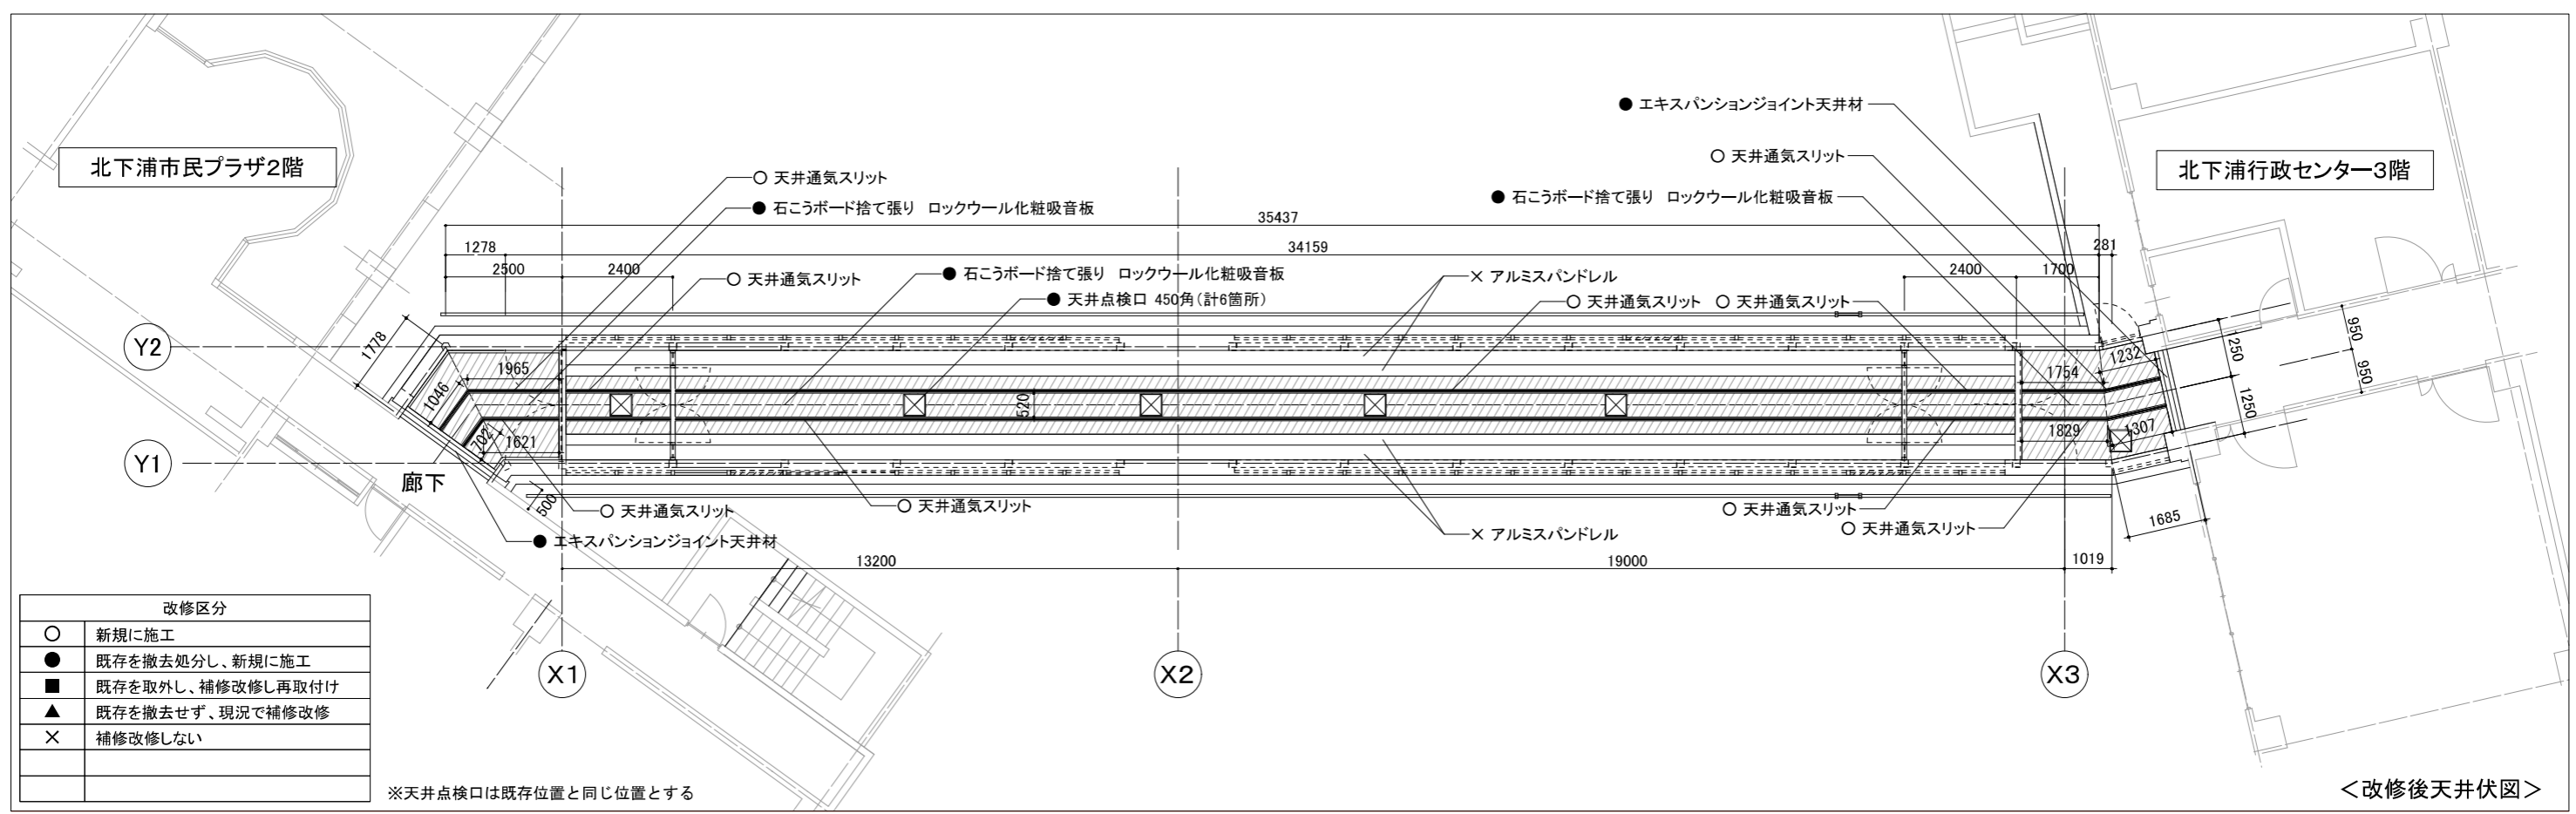 ● エキスパンションジョイント天井材
北下浦市民プラザ2階
○ 天井通気スリット
北下浦行政センター3階
○ 天井通気スリット
● 石こうボード捨て張り ロックウール化粧吸音板
● 石こうボード捨て張り ロックウール化粧吸音板
35437
1278
34159
281
2500
2400
○ 天井通気スリット
● 石こうボード捨て張り ロックウール化粧吸音板
× アルミスパンドレル
2400
1700
● 天井点検口 450角(計6箇所)
○ 天井通気スリット
○ 天井通気スリット
Y2
1778
1965
1046
520
1754
1232
1250
950
950
1250
Y1
702
1621
1829
1307
廊下
500
○ 天井通気スリット
○ 天井通気スリット
○ 天井通気スリット
○ 天井通気スリット
1685
● エキスパンションジョイント天井材
× アルミスパンドレル
13200
19000
1019
X1
X2
X3
改修区分
○ 新規に施工
● 既存を撤去処分し、新規に施工
■ 既存を取外し、補修改修し再取付け
▲ 既存を撤去せず、現況で補修改修
× 補修改修しない
※天井点検口は既存位置と同じ位置とする
<改修後天井伏図>